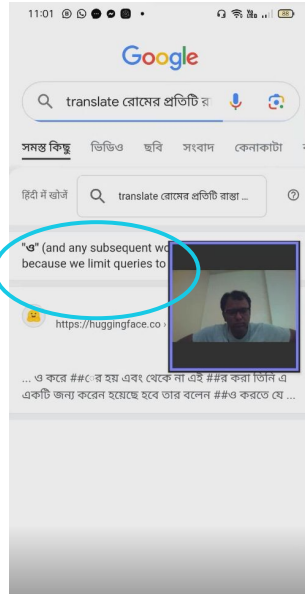 11:01
83
Google
translate রোমের প্রতিটি র
সমস্ত কিছু ভিডিও ছবি সংবাদ কেনাকাটা
हिंदी में खोजें translate রোমের প্রতিটি রাস্তা ...
"ও" (and any subsequent wo
because we limit queries to
https://huggingface.co ›
... ও করে ##ের হয় এবং থেকে না এই ##র করা তিনি এ
একটি জন্য করেন হয়েছে হবে তার বলেন ##ও করতে যে ...